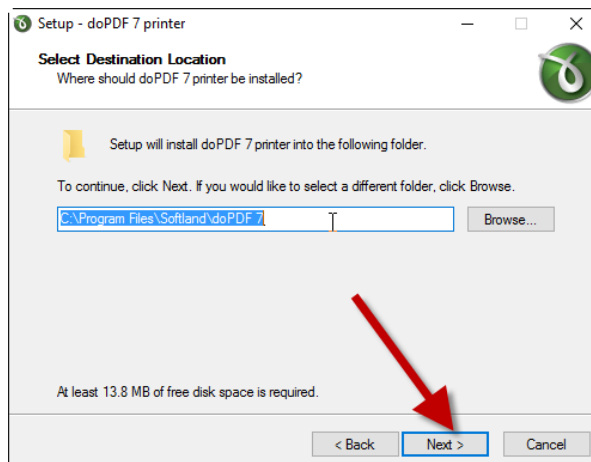 Setup - doPDF 7 printer
Select Destination Location
Where should doPDF 7 printer be installed?
Setup will install doPDF 7 printer into the following folder.
To continue, click Next. If you would like to select a different folder, click Browse.
C:\Program Files\Softland\doPDF 7
Browse...
At least 13.8 MB of free disk space is required.
< Back
Next >
Cancel